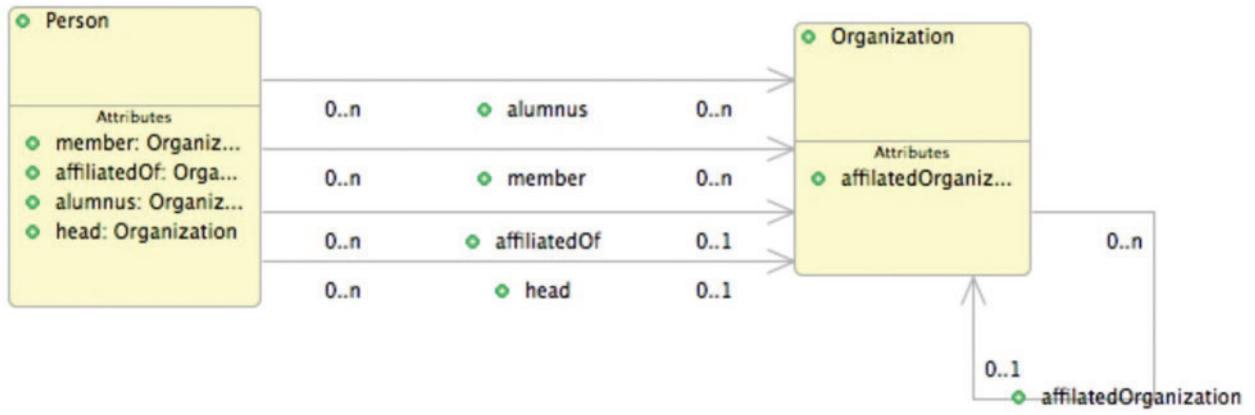 Person
Attributes
member: Organiz...
affiliatedOf: Orga...
alumnus: Organiz...
head: Organization
0..n alumnus 0..n
0..n member 0..n
0..n affiliatedOf 0..1
0..n head 0..1
Organization
Attributes
affilatedOrganiz...
0..n
0..1
affilatedOrganization